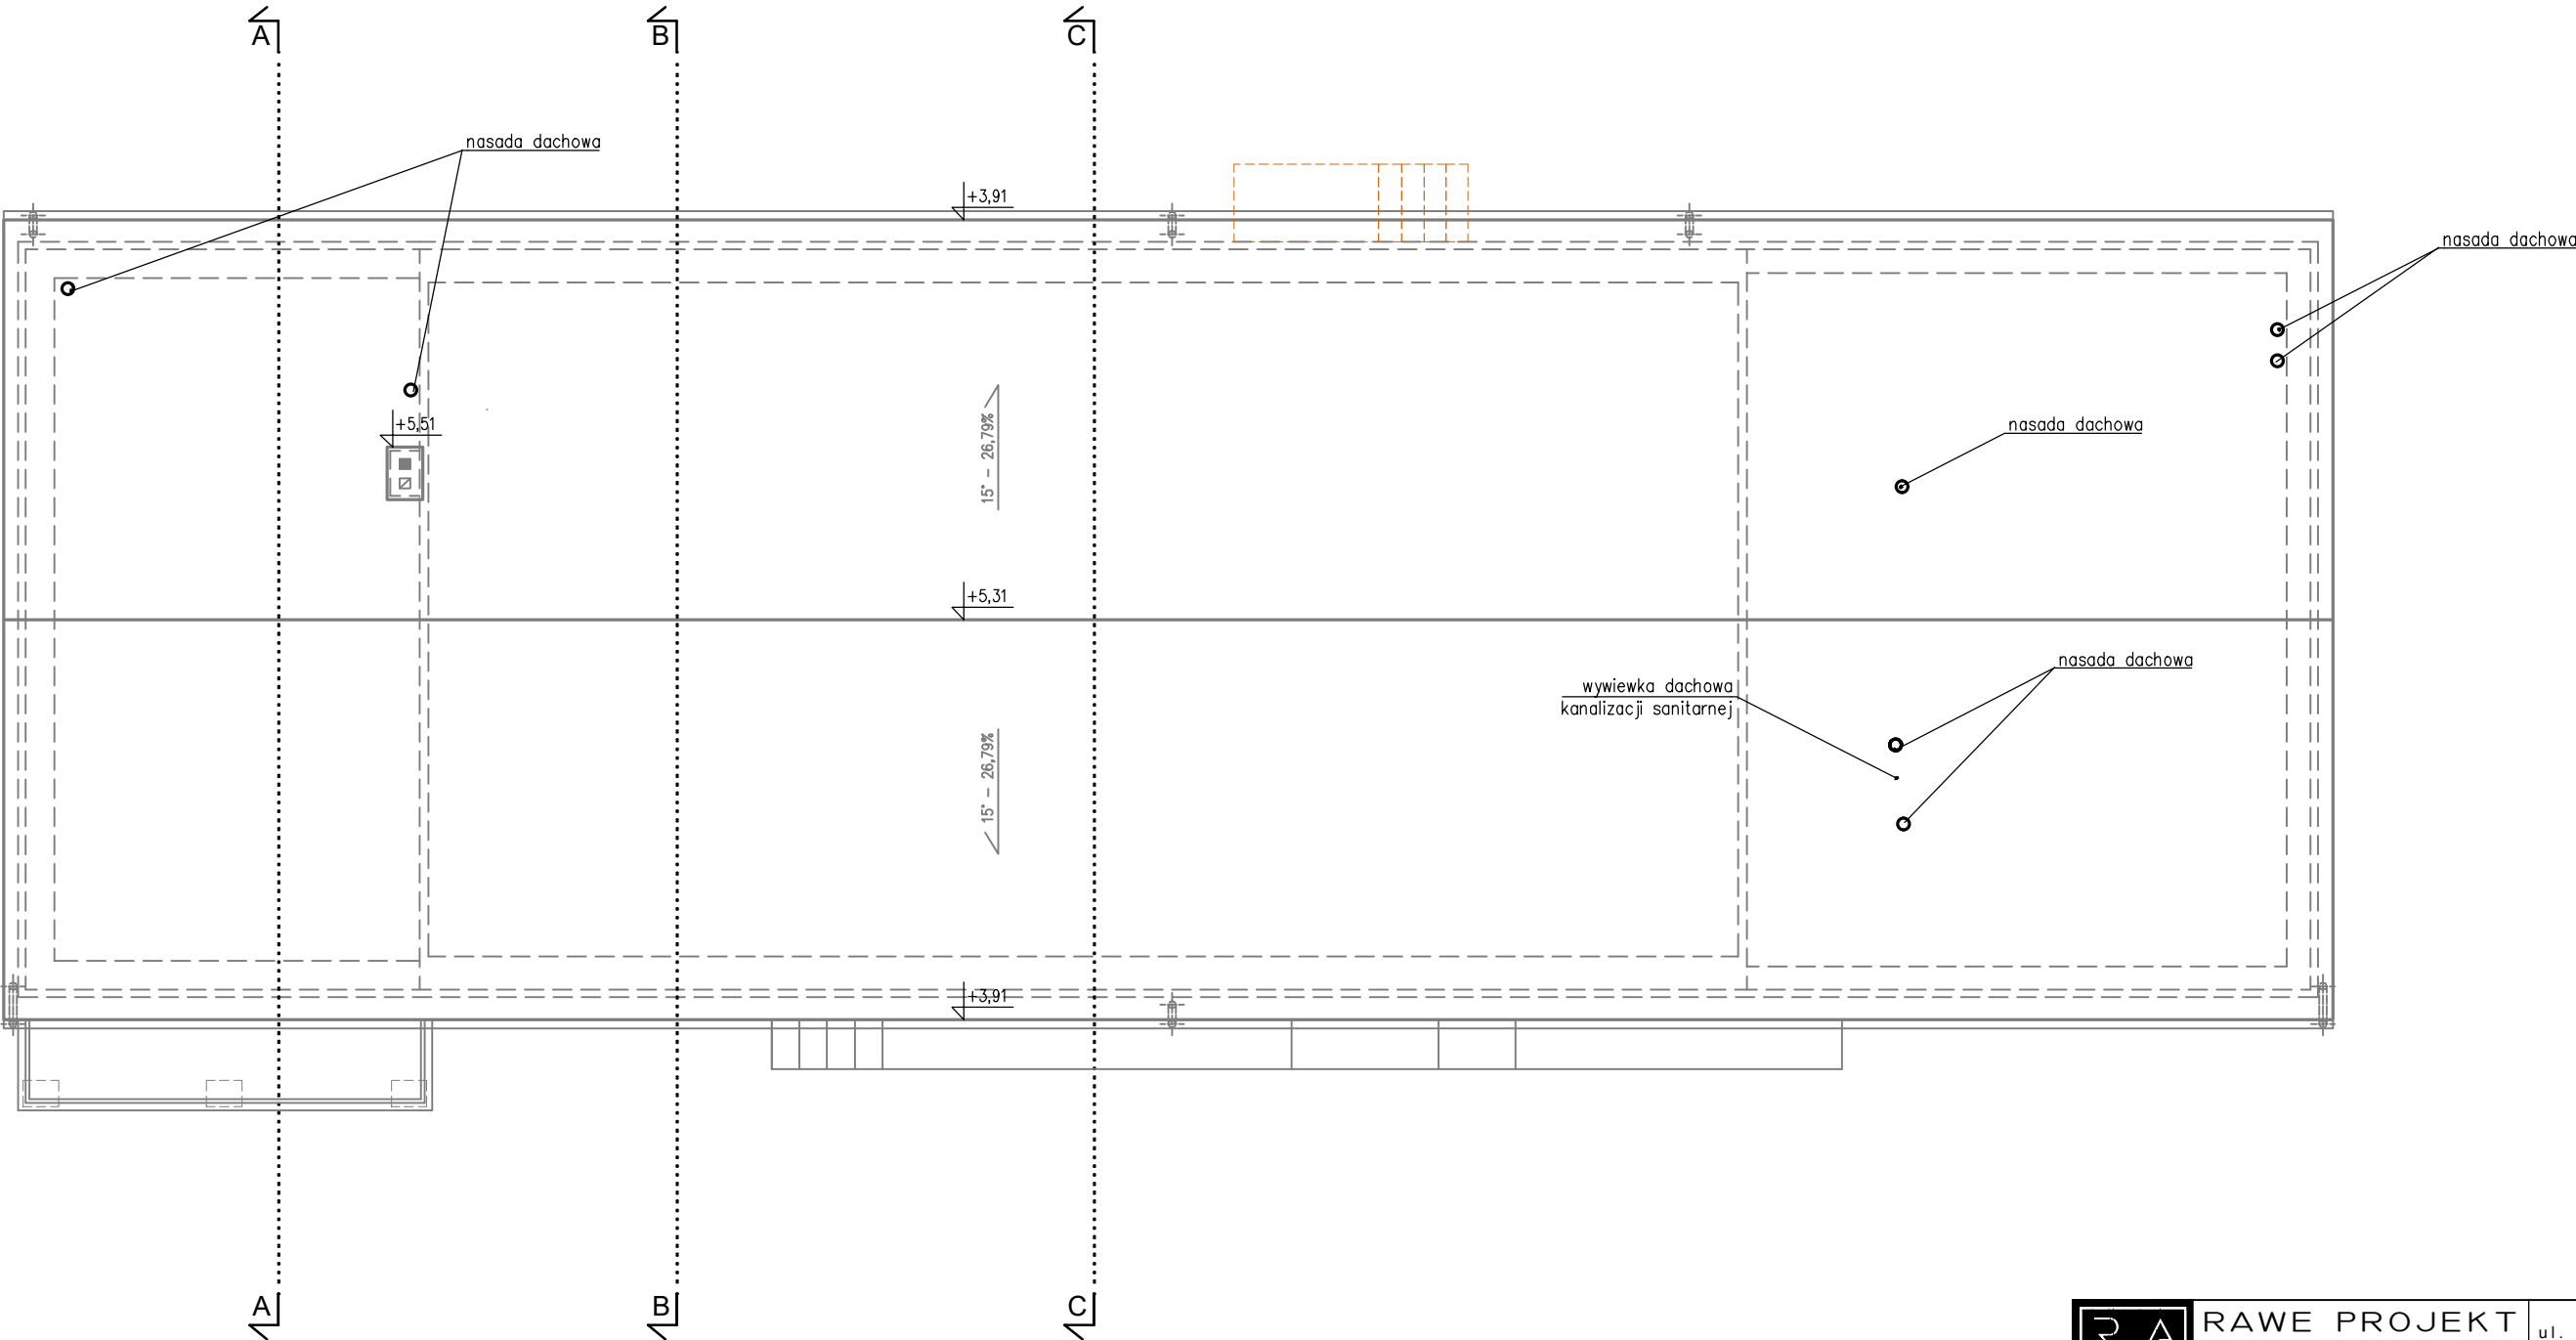 A
B
C
nasada dachowa
+3,91
nasada dachowa
+5,51
15° - 26,79%
nasada dachowa
+5,31
nasada dachowa
wywiewka dachowa
kanalizacji sanitarnej
15° - 26,79%
+3,91
A
B
C
RAWE PROJEKT
ul.